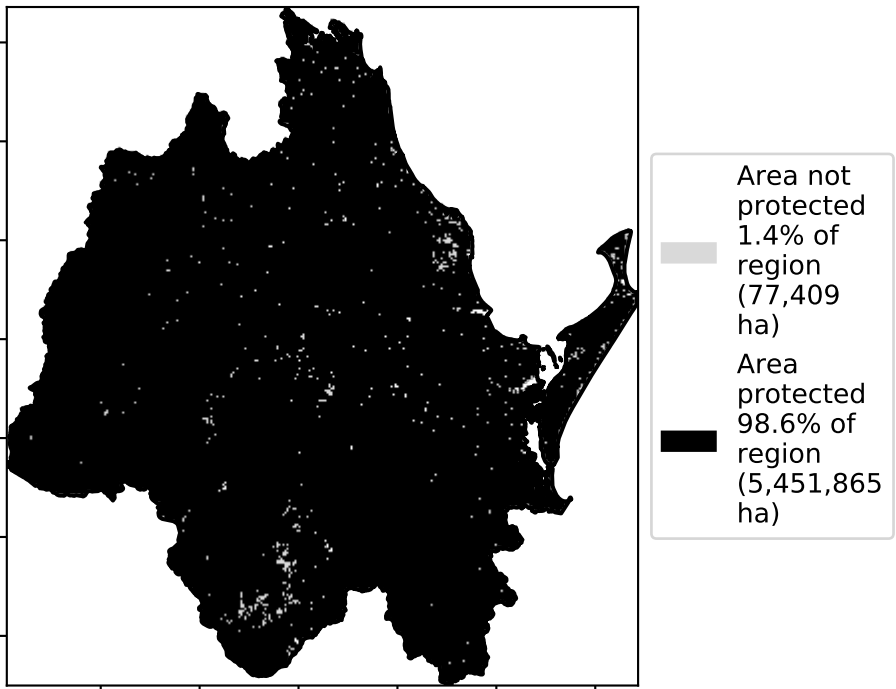 Area not
protected
1.4% of
region
(77,409
ha)
Area
protected
98.6% of
region
(5,451,865
ha)